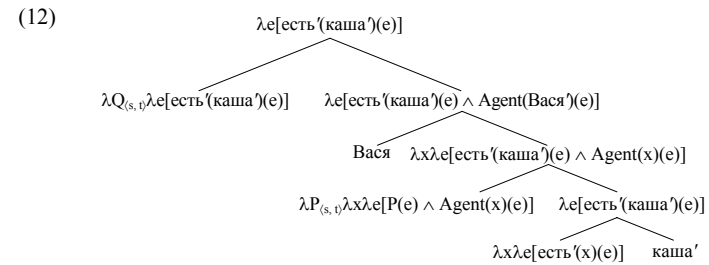 (12)
λe[есть′(каша′)(e)]
λQ⟨s, t⟩λe[есть′(каша′)(e)] λe[есть′(каша′)(e) ∧ Agent(Вася′)(e)]
Вася λxλe[есть′(каша′)(e) ∧ Agent(x)(e)]
λP⟨s, t⟩λxλe[P(e) ∧ Agent(x)(e)] λe[есть′(каша′)(e)]
λxλe[есть′(x)(e)] каша′